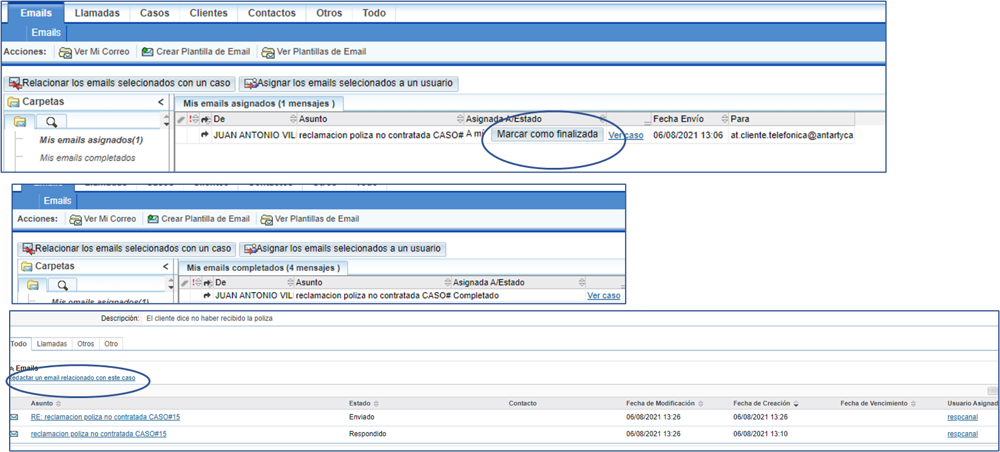 Emails Llamadas Casos Clientes Contactos Otros Todo
Emails
Acciones: Ver Mi Correo Crear Plantilla de Email Ver Plantillas de Email
Relacionar los emails selecionados con un caso Asignar los emails selecionados a un usuario
Carpetas < Mis emails asignados (1 mensajes )
! De Asunto Asignada A/Estado Fecha Envío Para
JUAN ANTONIO VIL reclamacion poliza no contratada CASO# A mí Marcar como finalizada Ver caso 06/08/2021 13:06 at.cliente.telefonica@antartyca.
Mis emails asignados(1)
Mis emails completados
Emails Llamadas Casos Clientes Contactos Otros Todo
Emails
Acciones: Ver Mi Correo Crear Plantilla de Email Ver Plantillas de Email
Relacionar los emails selecionados con un caso Asignar los emails selecionados a un usuario
Carpetas < Mis emails completados (4 mensajes )
! De Asunto Asignada A/Estado
JUAN ANTONIO VIL reclamacion poliza no contratada CASO# Completado Ver caso
Mis emails asignados(1)
Descripción: El cliente dice no haber recibido la poliza
Todo Llamadas Otros Otro
Emails
Redactar un email relacionado con este caso
Asunto Estado Contacto Fecha de Modificación Fecha de Creación Fecha de Vencimiento Usuario Asignad
RE: reclamacion poliza no contratada CASO#15 Enviado 06/08/2021 13:26 06/08/2021 13:26 respcanal
reclamacion poliza no contratada CASO#15 Respondido 06/08/2021 13:26 06/08/2021 13:10 respcanal